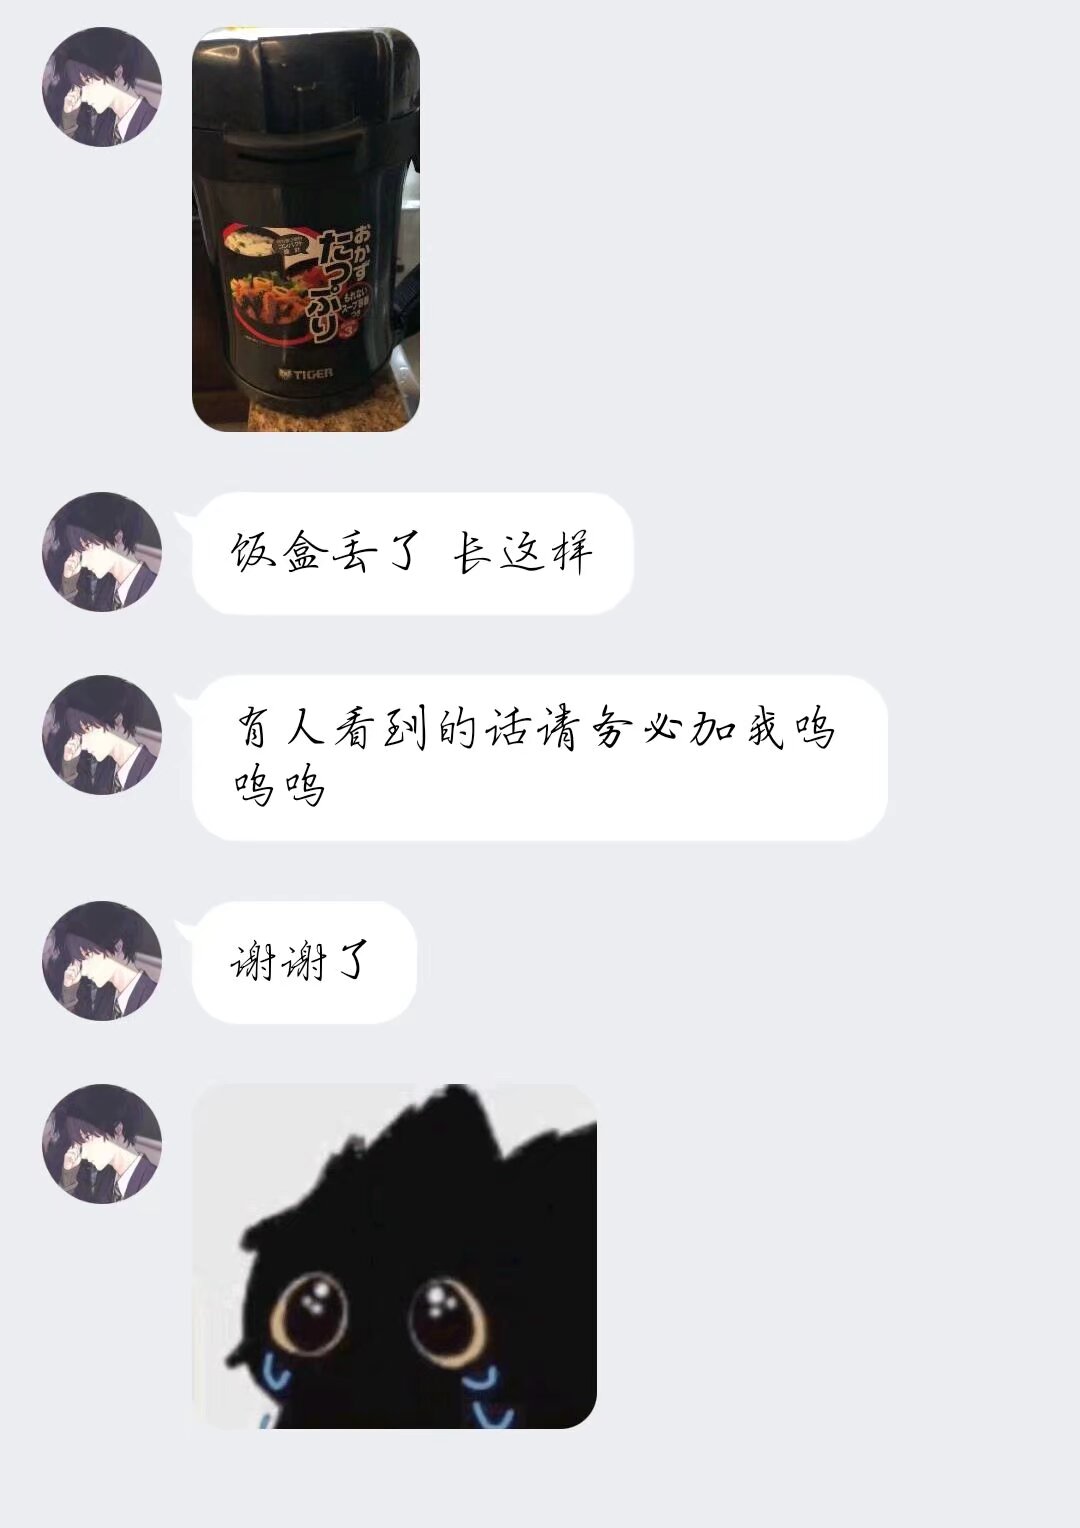 おかず
たっぷり
もれない
スープ容器
つき
TIGER
饭盒丢了 长这样
有人看到的话请务必加我呜
呜呜
谢谢了